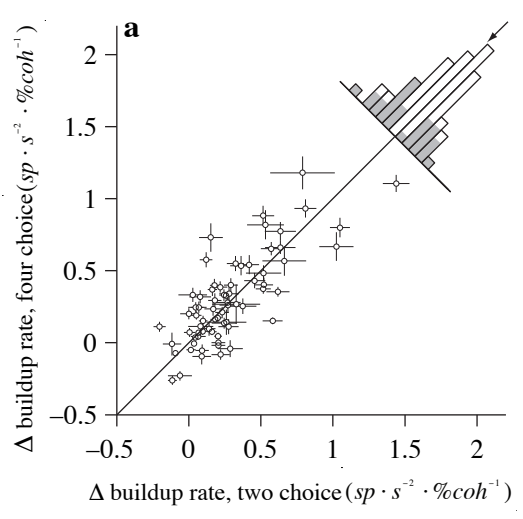 a
Δ buildup rate, four choice (sp · s⁻² · %coh⁻¹)
2
1.5
1
0.5
0
−0.5
−0.5 0 0.5 1 1.5 2
Δ buildup rate, two choice (sp · s⁻² · %coh⁻¹)